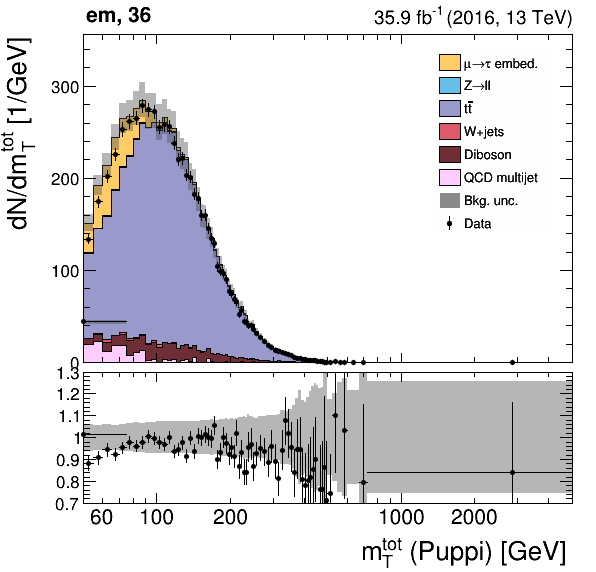 em, 36
35.9 fb⁻¹ (2016, 13 TeV)
dN/dm_T^tot [1/GeV]
300
200
100
0
μ→τ embed.
Z→ll
tt̅
W+jets
Diboson
QCD multijet
Bkg. unc.
Data
1.3
1.2
1.1
1
0.9
0.8
0.7
60
100
200
1000
2000
m_T^tot (Puppi) [GeV]